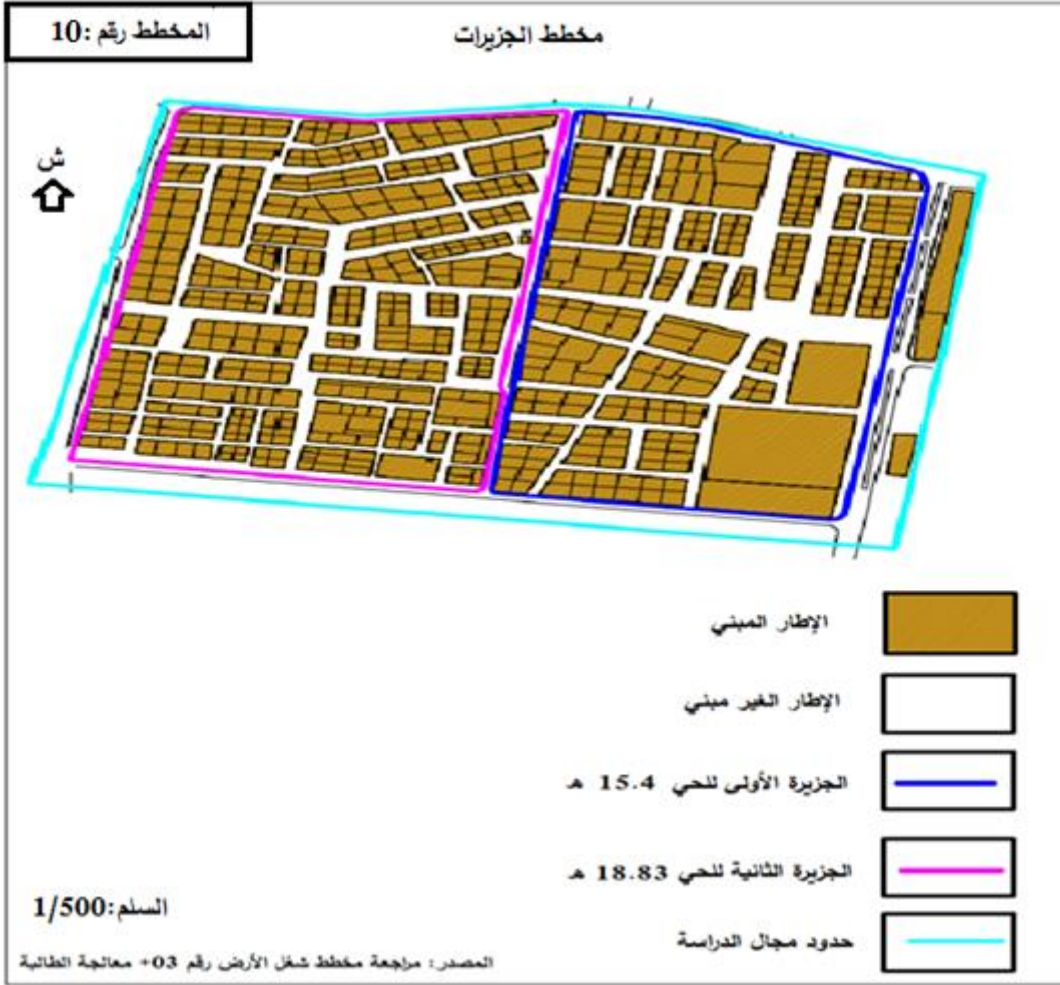 المخطط رقم :10
مخطط الجزيرات
ش
الإطار المبني
الإطار الغير مبني
الجزيرة الأولى للحي 15.4 هـ
الجزيرة الثانية للحي 18.83 هـ
حدود مجال الدراسة
السلم:1/500
المصدر: مراجعة مخطط شغل الأرض رقم 03+ معالجة الطالبة